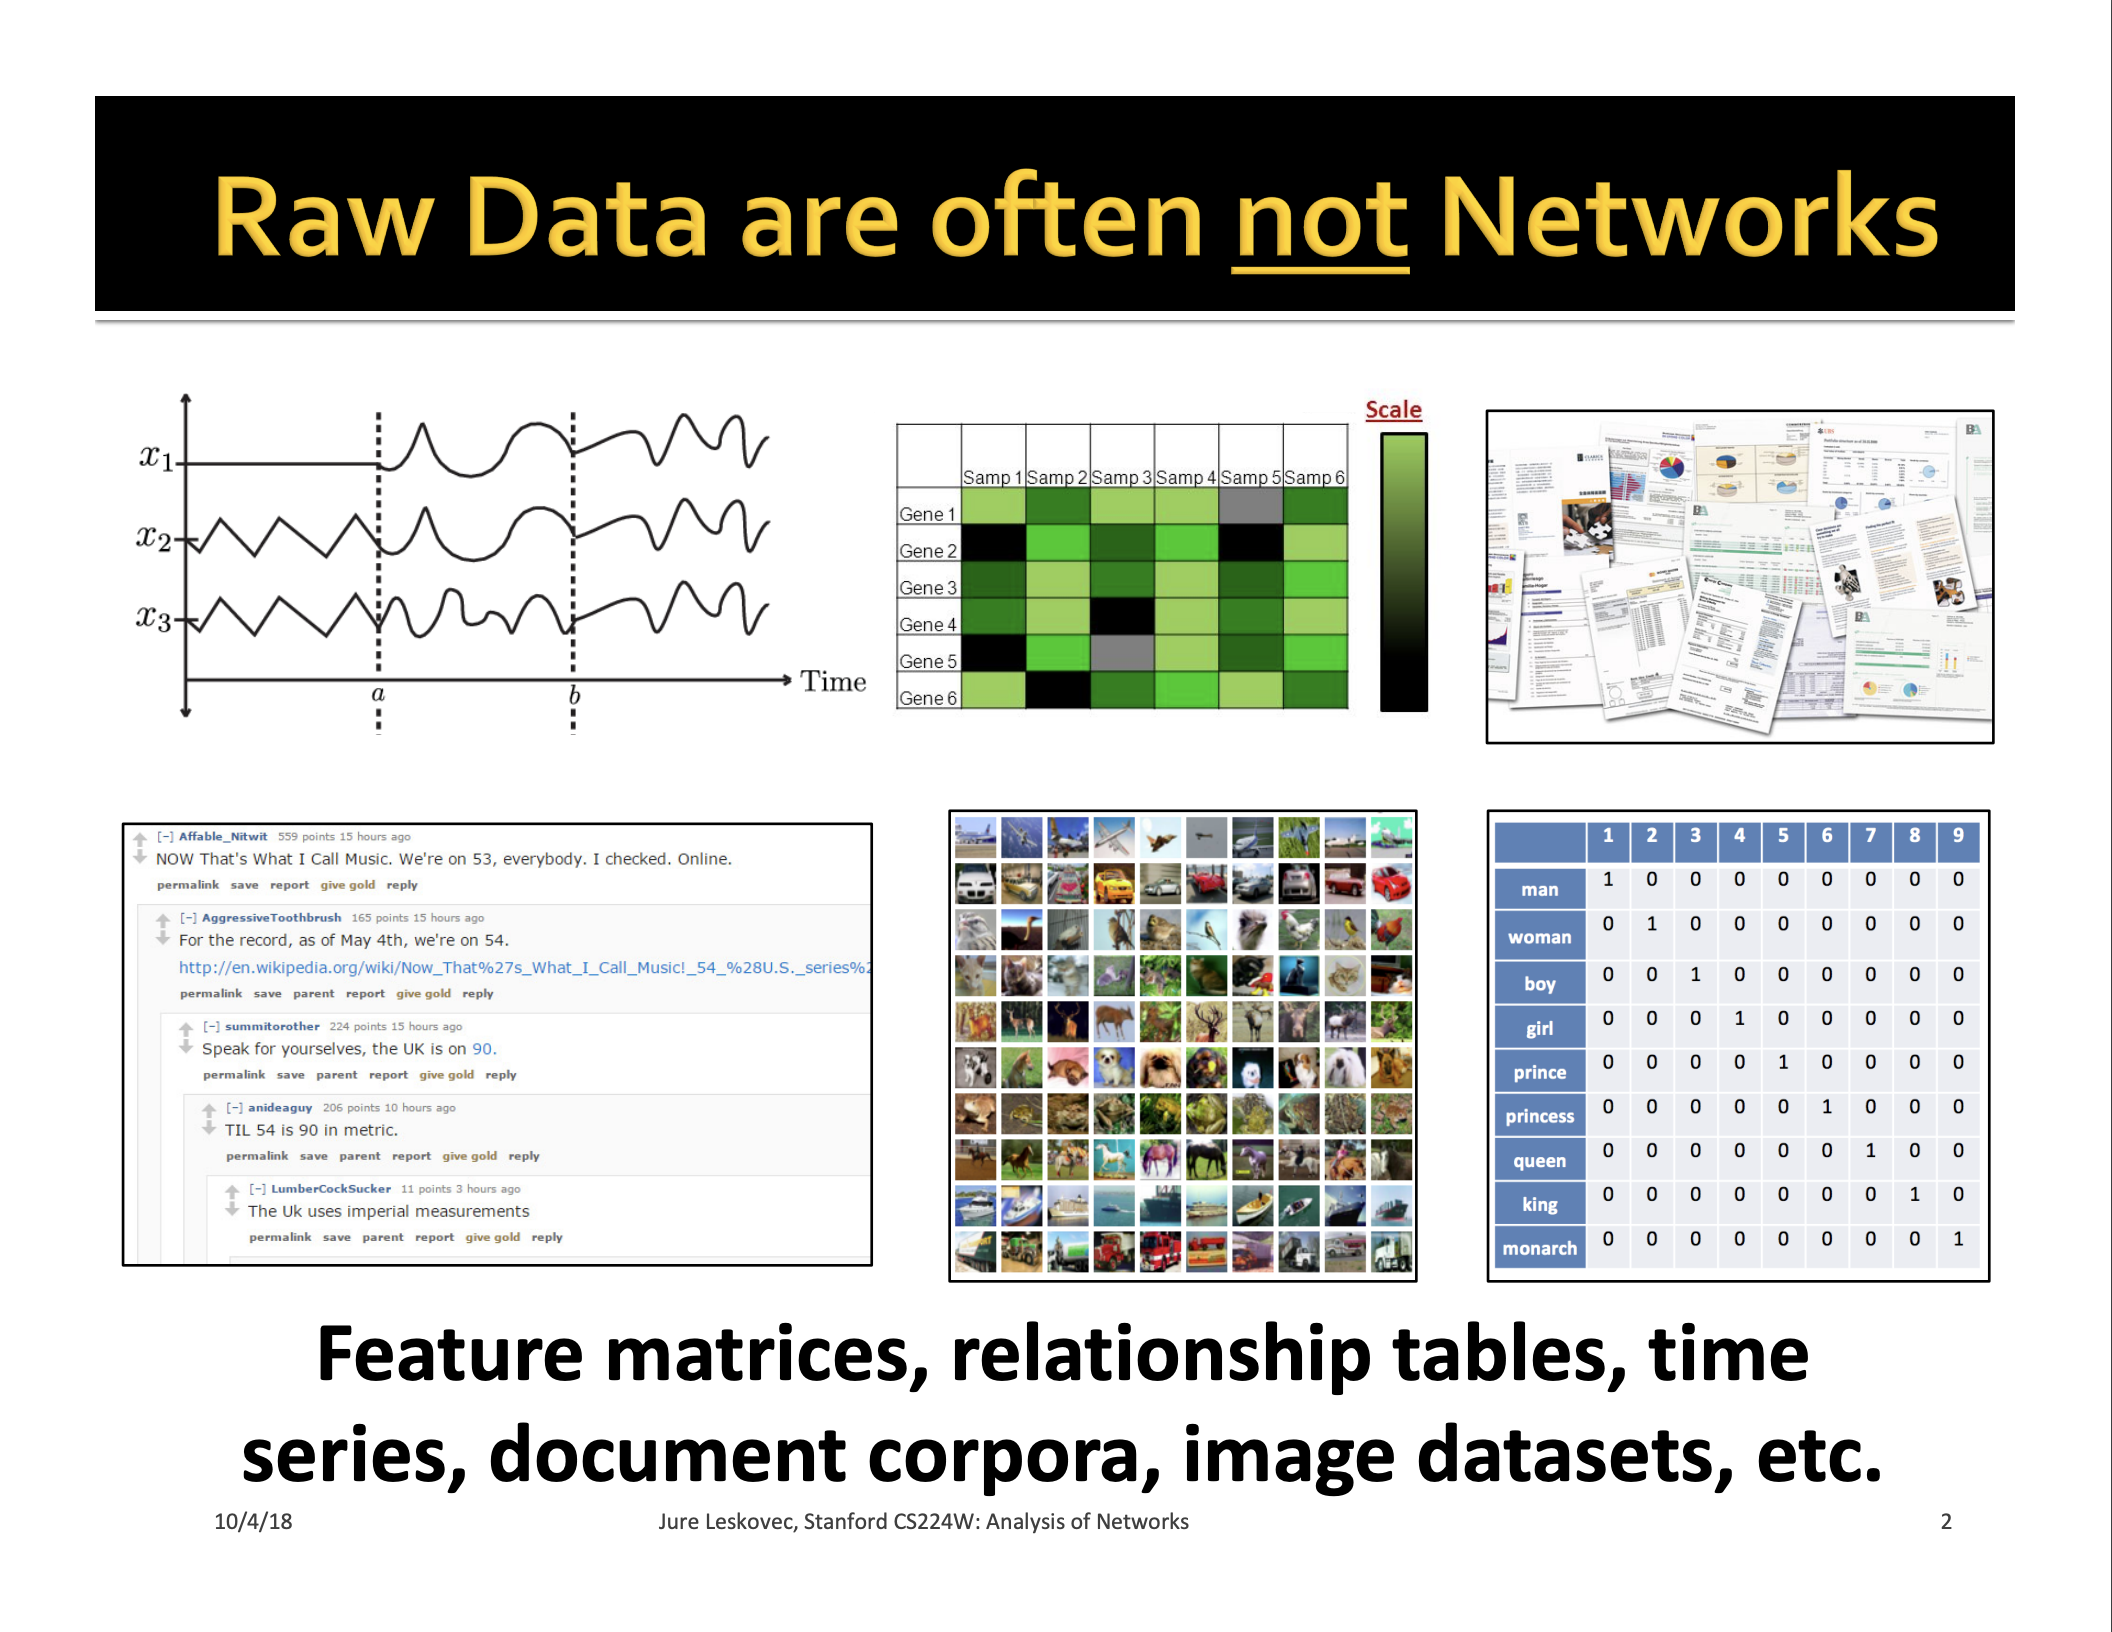 Raw Data are often not Networks
x1
x2
x3
a
b
Time
Scale
Samp 1 Samp 2 Samp 3 Samp 4 Samp 5 Samp 6
Gene 1
Gene 2
Gene 3
Gene 4
Gene 5
Gene 6
[-] Affable_Nitwit 559 points 15 hours ago
NOW That's What I Call Music. We're on 53, everybody. I checked. Online.
permalink save report give gold reply
[-] AggressiveToothbrush 165 points 15 hours ago
For the record, as of May 4th, we're on 54.
http://en.wikipedia.org/wiki/Now_That%27s_What_I_Call_Music!_54_%28U.S._series%2
permalink save parent report give gold reply
[-] summitorother 224 points 15 hours ago
Speak for yourselves, the UK is on 90.
permalink save parent report give gold reply
[-] anideaguy 206 points 10 hours ago
TIL 54 is 90 in metric.
permalink save parent report give gold reply
[-] LumberCockSucker 11 points 3 hours ago
The Uk uses imperial measurements
permalink save parent report give gold reply
1 2 3 4 5 6 7 8 9
man 1 0 0 0 0 0 0 0 0
woman 0 1 0 0 0 0 0 0 0
boy 0 0 1 0 0 0 0 0 0
girl 0 0 0 1 0 0 0 0 0
prince 0 0 0 0 1 0 0 0 0
princess 0 0 0 0 0 1 0 0 0
queen 0 0 0 0 0 0 1 0 0
king 0 0 0 0 0 0 0 1 0
monarch 0 0 0 0 0 0 0 0 1
Feature matrices, relationship tables, time
series, document corpora, image datasets, etc.
10/4/18 Jure Leskovec, Stanford CS224W: Analysis of Networks 2